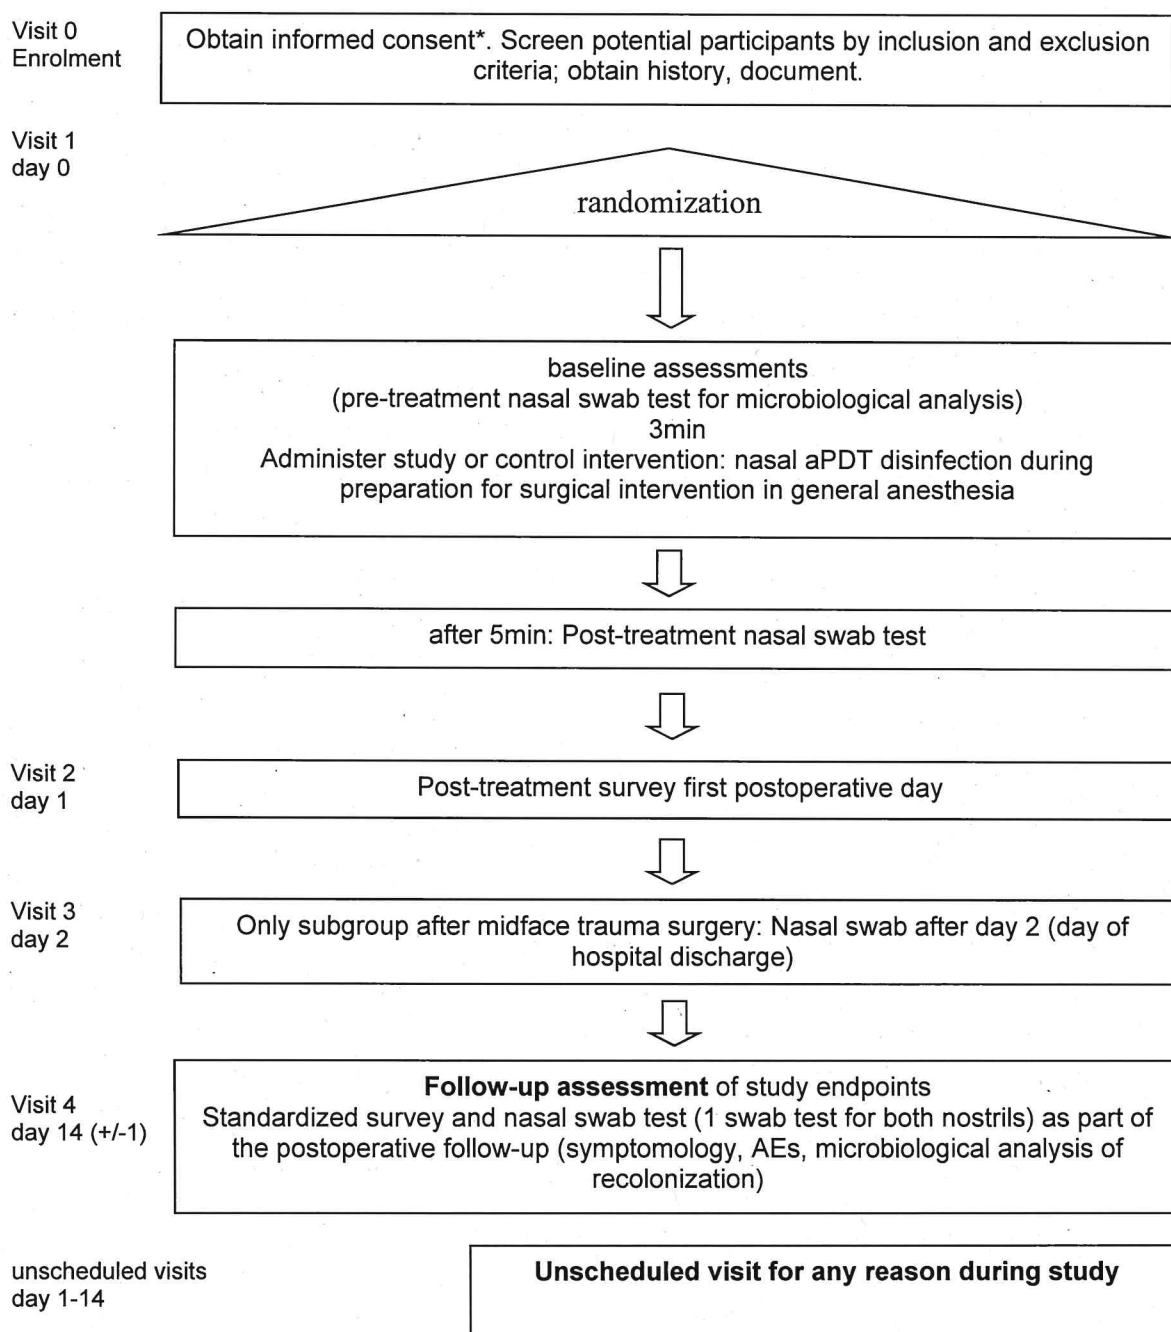 Visit 0
Enrolment
Obtain informed consent*. Screen potential participants by inclusion and exclusion
criteria; obtain history, document.
Visit 1
day 0
randomization
baseline assessments
(pre-treatment nasal swab test for microbiological analysis)
3min
Administer study or control intervention: nasal aPDT disinfection during
preparation for surgical intervention in general anesthesia
after 5min: Post-treatment nasal swab test
Visit 2
day 1
Post-treatment survey first postoperative day
Visit 3
day 2
Only subgroup after midface trauma surgery: Nasal swab after day 2 (day of
hospital discharge)
Visit 4
day 14 (+/-1)
Follow-up assessment of study endpoints
Standardized survey and nasal swab test (1 swab test for both nostrils) as part of
the postoperative follow-up (symptomology, AEs, microbiological analysis of
recolonization)
unscheduled visits
day 1-14
Unscheduled visit for any reason during study